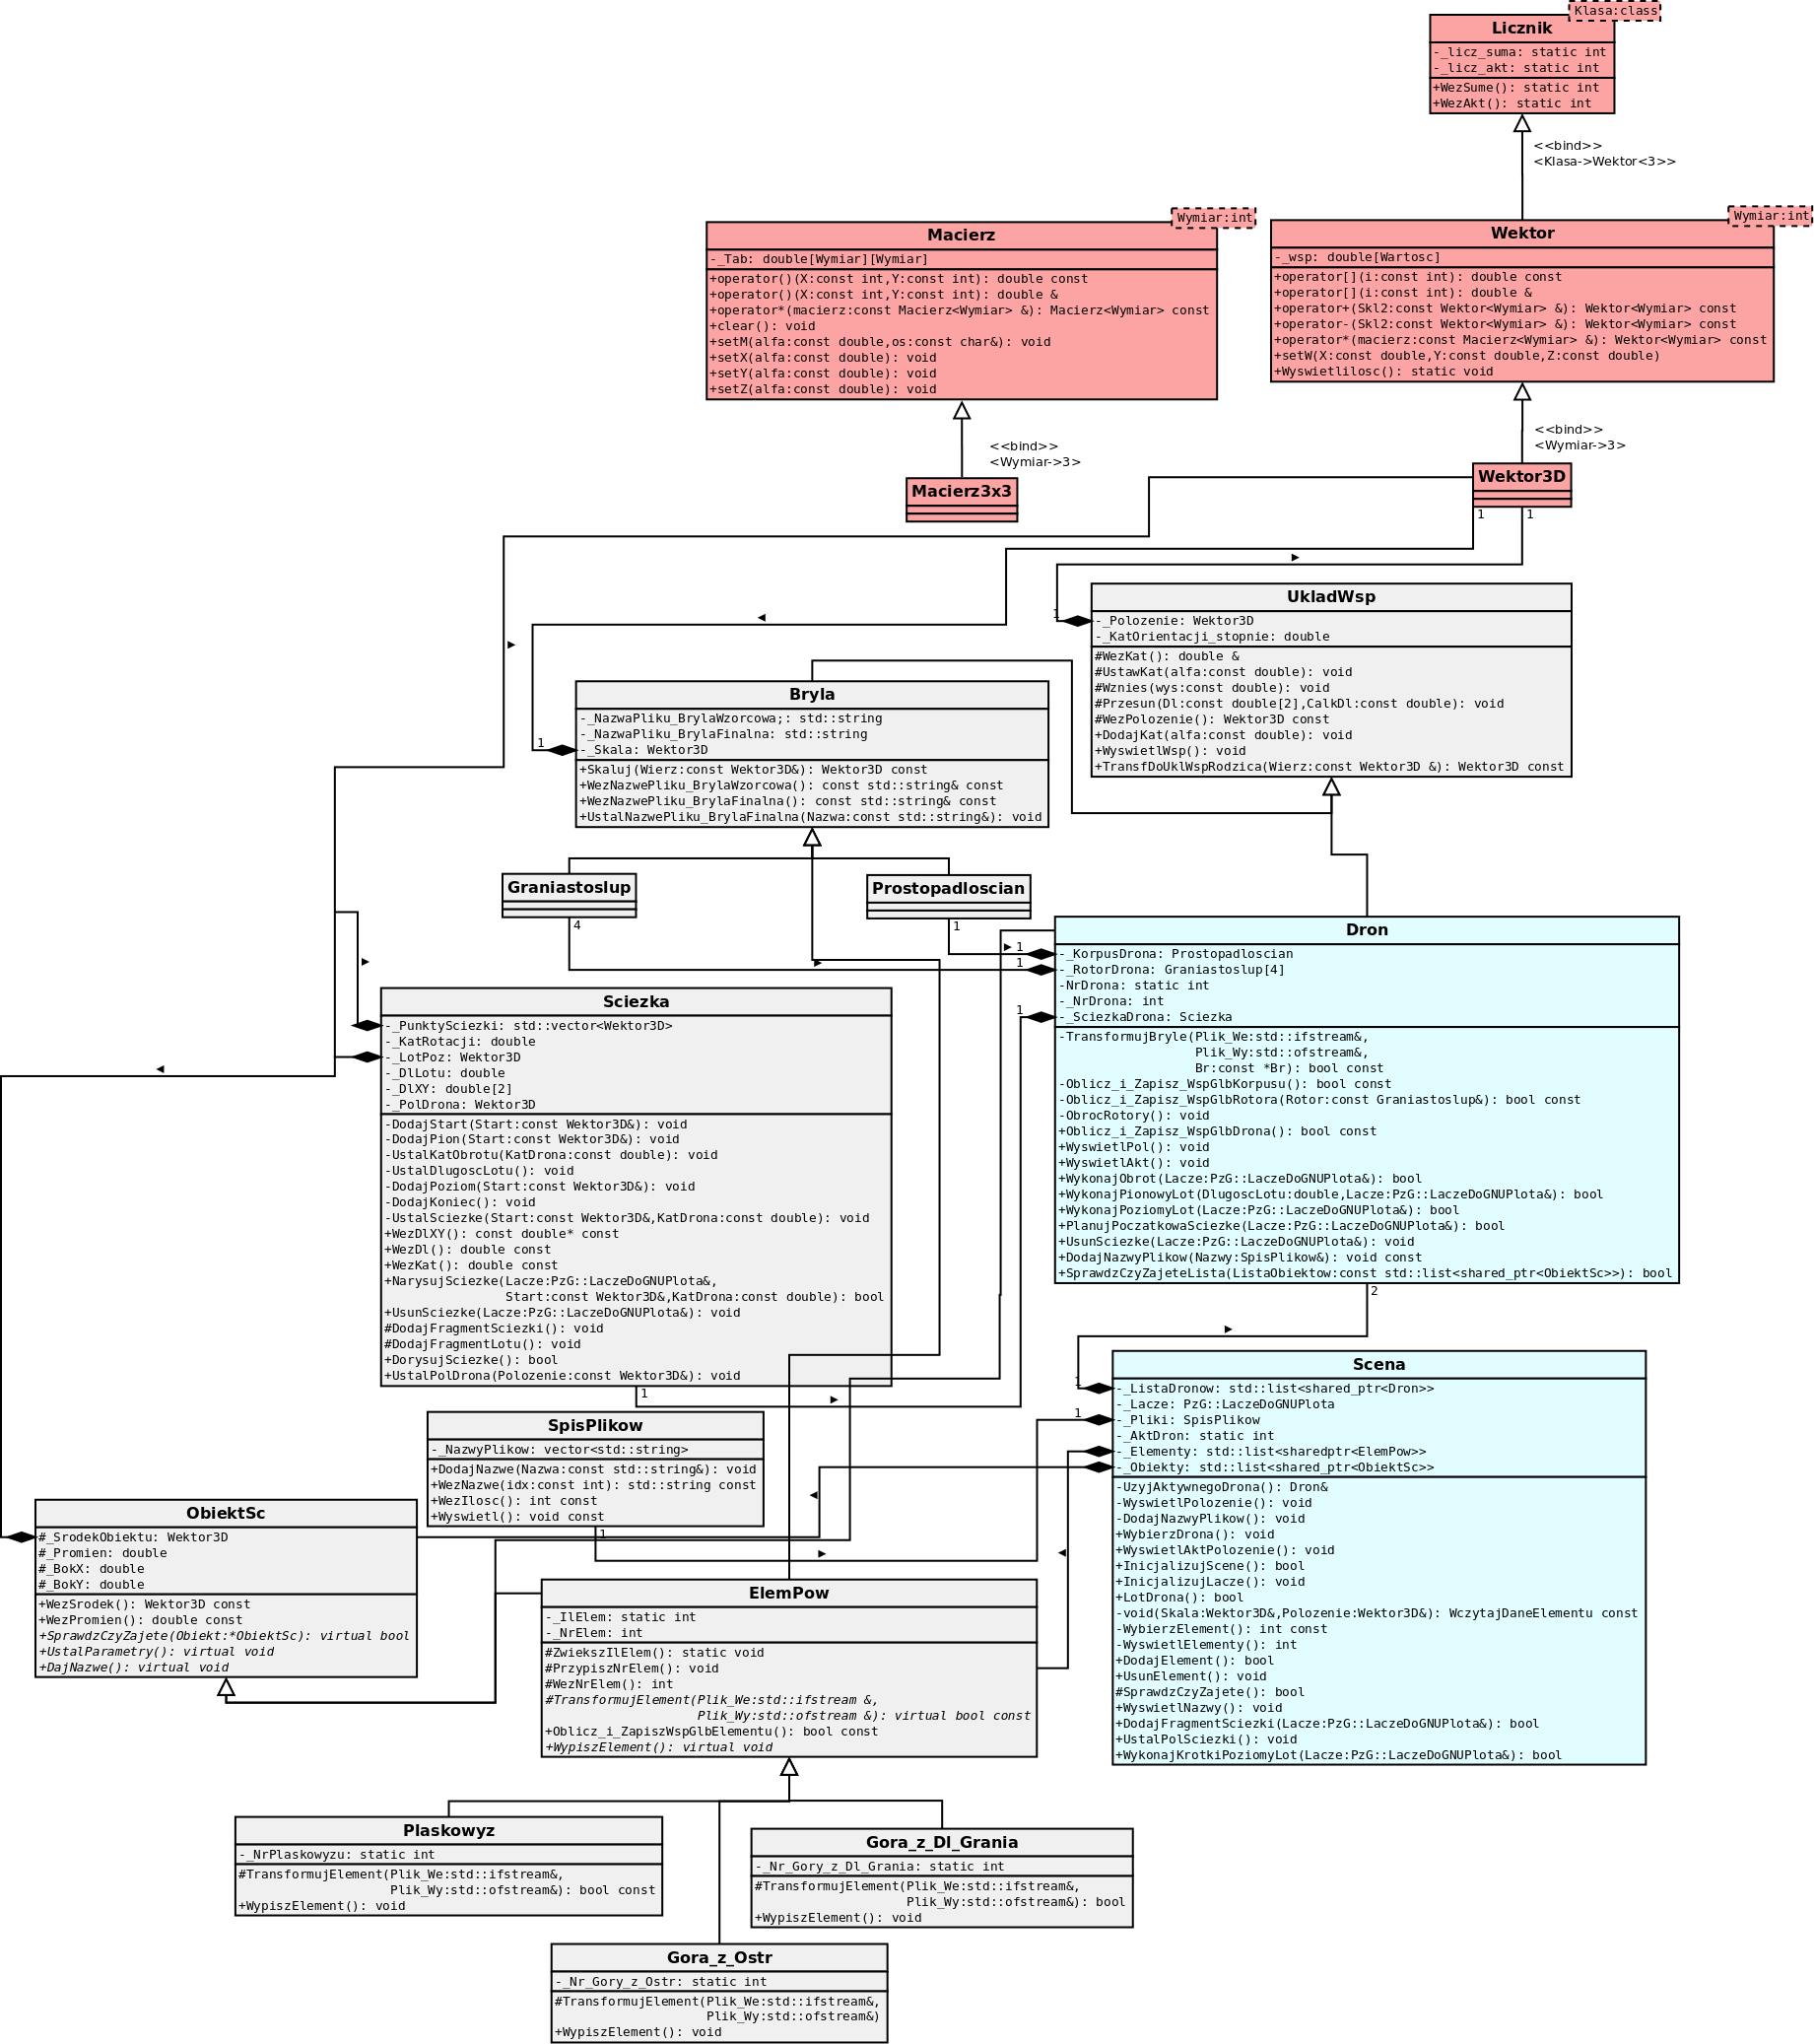 Klasa:class
Licznik
-_licz_suma: static int
-_licz_akt: static int
+WezSume(): static int
+WezAkt(): static int
<<bind>>
<Klasa->Wektor<3>>
Wymiar:int
Macierz
-_Tab: double[Wymiar][Wymiar]
+operator()(X:const int,Y:const int): double const
+operator()(X:const int,Y:const int): double &
+operator*(macierz:const Macierz<Wymiar> &): Macierz<Wymiar> const
+clear(): void
+setM(alfa:const double,os:const char&): void
+setX(alfa:const double): void
+setY(alfa:const double): void
+setZ(alfa:const double): void
Wymiar:int
Wektor
-_wsp: double[Wartosc]
+operator[](i:const int): double const
+operator[](i:const int): double &
+operator+(Skl2:const Wektor<Wymiar> &): Wektor<Wymiar> const
+operator-(Skl2:const Wektor<Wymiar> &): Wektor<Wymiar> const
+operator*(macierz:const Macierz<Wymiar> &): Wektor<Wymiar> const
+setW(X:const double,Y:const double,Z:const double)
+Wyswietlilosc(): static void
<<bind>>
<Wymiar->3>
<<bind>>
<Wymiar->3>
Macierz3x3
Wektor3D
1
1
1
UkladWsp
-_Polozenie: Wektor3D
-_KatOrientacji_stopnie: double
#WezKat(): double &
#UstawKat(alfa:const double): void
#Wznies(wys:const double): void
#Przesun(Dl:const double[2],CalkDl:const double): void
#WezPolozenie(): Wektor3D const
+DodajKat(alfa:const double): void
+WyswietlWsp(): void
+TransfDoUklWspRodzica(Wierz:const Wektor3D &): Wektor3D const
1
Bryla
-_NazwaPliku_BrylaWzorcowa;: std::string
-_NazwaPliku_BrylaFinalna: std::string
-_Skala: Wektor3D
+Skaluj(Wierz:const Wektor3D&): Wektor3D const
+WezNazwePliku_BrylaWzorcowa(): const std::string& const
+WezNazwePliku_BrylaFinalna(): const std::string& const
+UstalNazwePliku_BrylaFinalna(Nazwa:const std::string&): void
Graniastoslup
4
Prostopadloscian
1
1
1
1
Dron
-_KorpusDrona: Prostopadloscian
-_RotorDrona: Graniastoslup[4]
-NrDrona: static int
-_NrDrona: int
-_SciezkaDrona: Sciezka
-TransformujBryle(Plik_We:std::ifstream&,
Plik_Wy:std::ofstream&,
Br:const *Br): bool const
-Oblicz_i_Zapisz_WspGlbKorpusu(): bool const
-Oblicz_i_Zapisz_WspGlbRotora(Rotor:const Graniastoslup&): bool const
-ObrocRotory(): void
+Oblicz_i_Zapisz_WspGlbDrona(): bool const
+WyswietlPol(): void
+WyswietlAkt(): void
+WykonajObrot(Lacze:PzG::LaczeDoGNUPlota&): bool
+WykonajPionowyLot(DlugoscLotu:double,Lacze:PzG::LaczeDoGNUPlota&): bool
+WykonajPoziomyLot(Lacze:PzG::LaczeDoGNUPlota&): bool
+PlanujPoczatkowaSciezke(Lacze:PzG::LaczeDoGNUPlota&): bool
+UsunSciezke(Lacze:PzG::LaczeDoGNUPlota&): void
+DodajNazwyPlikow(Nazwy:SpisPlikow&): void const
+SprawdzCzyZajeteLista(ListaObiektow:const std::list<shared_ptr<ObiektSc>>): bool
2
Sciezka
-_PunktySciezki: std::vector<Wektor3D>
-_KatRotacji: double
-_LotPoz: Wektor3D
-_DlLotu: double
-_DlXY: double[2]
-_PolDrona: Wektor3D
-DodajStart(Start:const Wektor3D&): void
-DodajPion(Start:const Wektor3D&): void
-UstalKatObrotu(KatDrona:const double): void
-UstalDlugoscLotu(): void
-DodajPoziom(Start:const Wektor3D&): void
-DodajKoniec(): void
-UstalSciezke(Start:const Wektor3D&,KatDrona:const double): void
+WezDlXY(): const double* const
+WezDl(): double const
+WezKat(): double const
+NarysujSciezke(Lacze:PzG::LaczeDoGNUPlota&,
Start:const Wektor3D&,KatDrona:const double): bool
+UsunSciezke(Lacze:PzG::LaczeDoGNUPlota&): void
#DodajFragmentSciezki(): void
#DodajFragmentLotu(): void
+DorysujSciezke(): bool
+UstalPolDrona(Polozenie:const Wektor3D&): void
1
SpisPlikow
-_NazwyPlikow: vector<std::string>
+DodajNazwe(Nazwa:const std::string&): void
+WezNazwe(idx:const int): std::string const
+WezIlosc(): int const
+Wyswietl(): void const
1
1
1
Scena
-_ListaDronow: std::list<shared_ptr<Dron>>
-_Lacze: PzG::LaczeDoGNUPlota
-_Pliki: SpisPlikow
-_AktDron: static int
-_Elementy: std::list<sharedptr<ElemPow>>
-_Obiekty: std::list<shared_ptr<ObiektSc>>
-UzyjAktywnegoDrona(): Dron&
-WyswietlPolozenie(): void
-DodajNazwyPlikow(): void
+WybierzDrona(): void
+WyswietlAktPolozenie(): void
+InicjalizujScene(): bool
+InicjalizujLacze(): void
+LotDrona(): bool
-void(Skala:Wektor3D&,Polozenie:Wektor3D&): WczytajDaneElementu const
-WybierzElement(): int const
-WyswietlElementy(): int
+DodajElement(): bool
+UsunElement(): void
#SprawdzCzyZajete(): bool
+WyswietlNazwy(): void
+DodajFragmentSciezki(Lacze:PzG::LaczeDoGNUPlota&): bool
+UstalPolSciezki(): void
+WykonajKrotkiPoziomyLot(Lacze:PzG::LaczeDoGNUPlota&): bool
ObiektSc
#_SrodekObiektu: Wektor3D
#_Promien: double
#_BokX: double
#_BokY: double
+WezSrodek(): Wektor3D const
+WezPromien(): double const
+SprawdzCzyZajete(Obiekt:*ObiektSc): virtual bool
+UstalParametry(): virtual void
+DajNazwe(): virtual void
ElemPow
-_IlElem: static int
-_NrElem: int
#ZwiekszIlElem(): static void
#PrzypiszNrElem(): void
#WezNrElem(): int
#TransformujElement(Plik_We:std::ifstream &,
Plik_Wy:std::ofstream &): virtual bool const
+Oblicz_i_ZapiszWspGlbElementu(): bool const
+WypiszElement(): virtual void
Plaskowyz
-_NrPlaskowyzu: static int
#TransformujElement(Plik_We:std::ifstream&,
Plik_Wy:std::ofstream&): bool const
+WypiszElement(): void
Gora_z_Dl_Grania
-_Nr_Gory_z_Dl_Grania: static int
#TransformujElement(Plik_We:std::ifstream&,
Plik_Wy:std::ofstream&): bool
+WypiszElement(): void
Gora_z_Ostr
-_Nr_Gory_z_Ostr: static int
#TransformujElement(Plik_We:std::ifstream&,
Plik_Wy:std::ofstream&)
+WypiszElement(): void